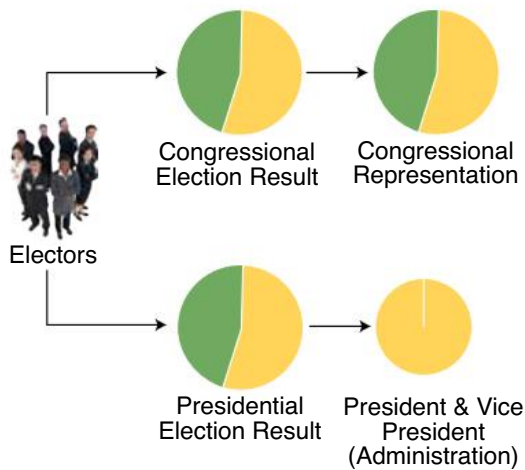 Congressional
Election Result
Congressional
Representation
Electors
Presidential
Election Result
President & Vice
President
(Administration)